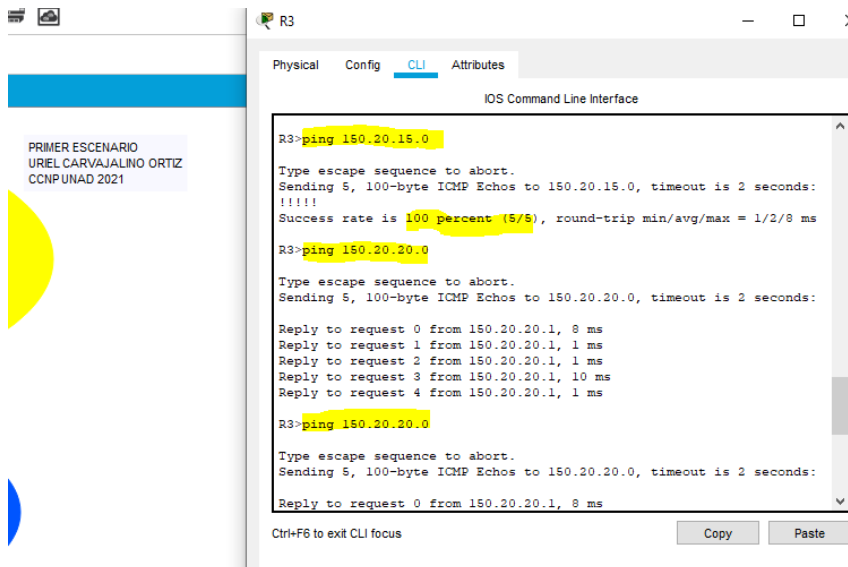 R3
Physical Config CLI Attributes
IOS Command Line Interface
PRIMER ESCENARIO
URIEL CARVAJALINO ORTIZ
CCNP UNAD 2021
R3>ping 150.20.15.0
Type escape sequence to abort.
Sending 5, 100-byte ICMP Echos to 150.20.15.0, timeout is 2 seconds:
!!!!!
Success rate is 100 percent (5/5), round-trip min/avg/max = 1/2/8 ms
R3>ping 150.20.20.0
Type escape sequence to abort.
Sending 5, 100-byte ICMP Echos to 150.20.20.0, timeout is 2 seconds:
Reply to request 0 from 150.20.20.1, 8 ms
Reply to request 1 from 150.20.20.1, 1 ms
Reply to request 2 from 150.20.20.1, 1 ms
Reply to request 3 from 150.20.20.1, 10 ms
Reply to request 4 from 150.20.20.1, 1 ms
R3>ping 150.20.20.0
Type escape sequence to abort.
Sending 5, 100-byte ICMP Echos to 150.20.20.0, timeout is 2 seconds:
Reply to request 0 from 150.20.20.1, 8 ms
Ctrl+F6 to exit CLI focus
Copy Paste